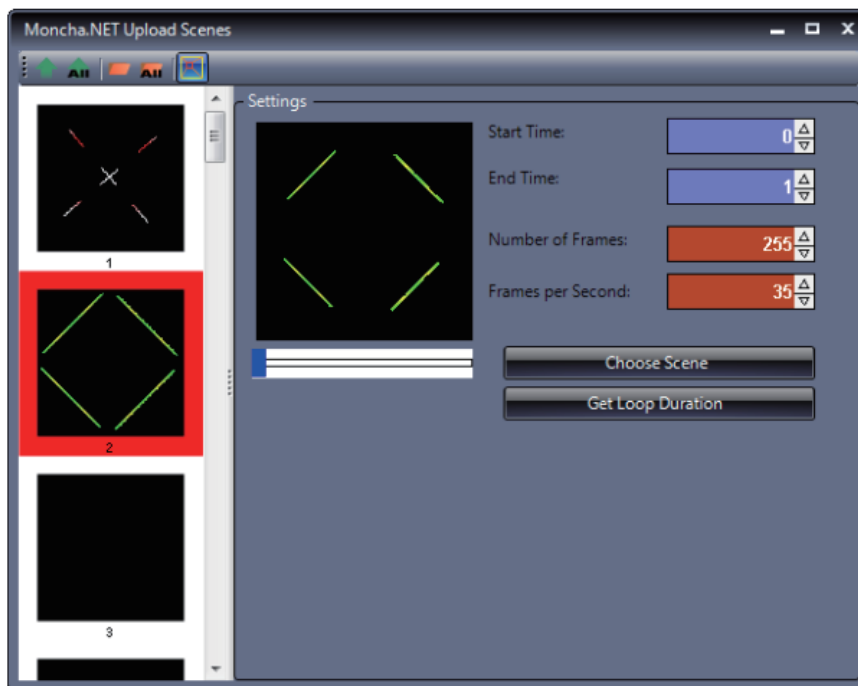 Moncha.NET Upload Scenes
All All
Settings
1
2
3
Start Time: 0
End Time: 1
Number of Frames: 255
Frames per Second: 35
Choose Scene
Get Loop Duration